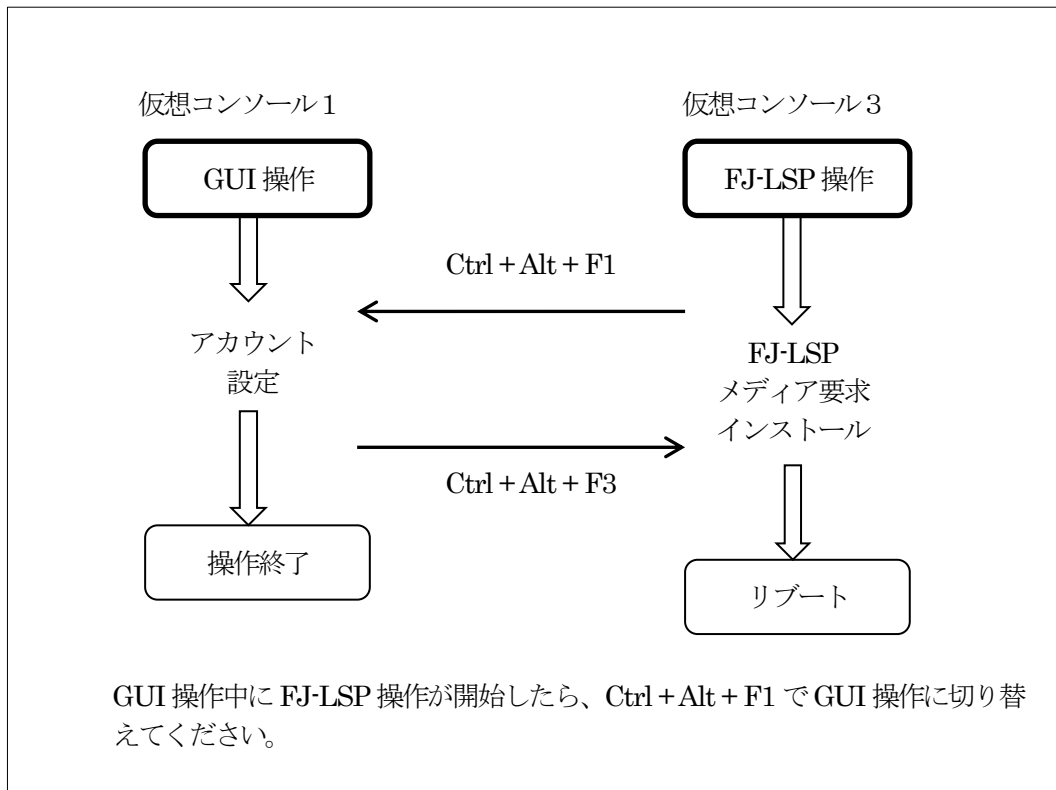 仮想コンソール１
仮想コンソール３
GUI 操作
FJ-LSP 操作
Ctrl + Alt + F1
アカウント
設定
FJ-LSP
メディア要求
インストール
Ctrl + Alt + F3
操作終了
リブート
GUI 操作中に FJ-LSP 操作が開始したら、Ctrl + Alt + F1 で GUI 操作に切り替
えてください。